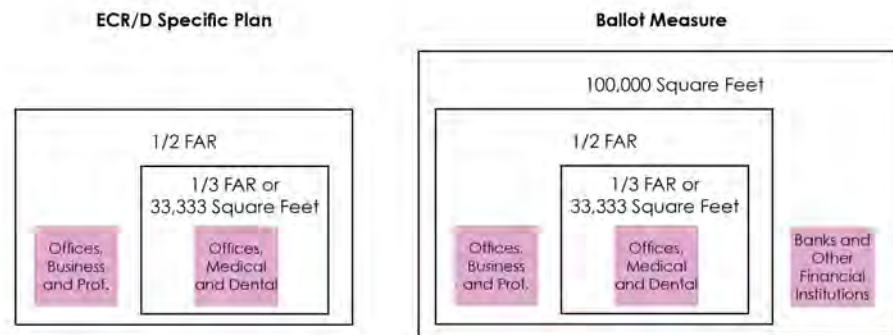 ECR/D Specific Plan
1/2 FAR
1/3 FAR or
33,333 Square Feet
Offices,
Business
and Prof.
Offices,
Medical
and Dental
Ballot Measure
100,000 Square Feet
1/2 FAR
1/3 FAR or
33,333 Square Feet
Offices,
Business
and Prof.
Offices,
Medical
and Dental
Banks and
Other
Financial
Institutions